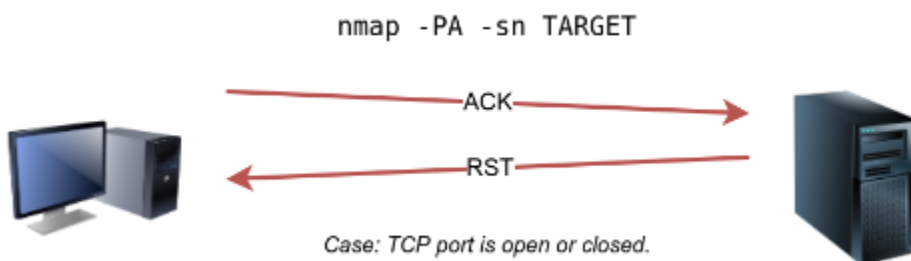 nmap -PA -sn TARGET
ACK
RST
Case: TCP port is open or closed.